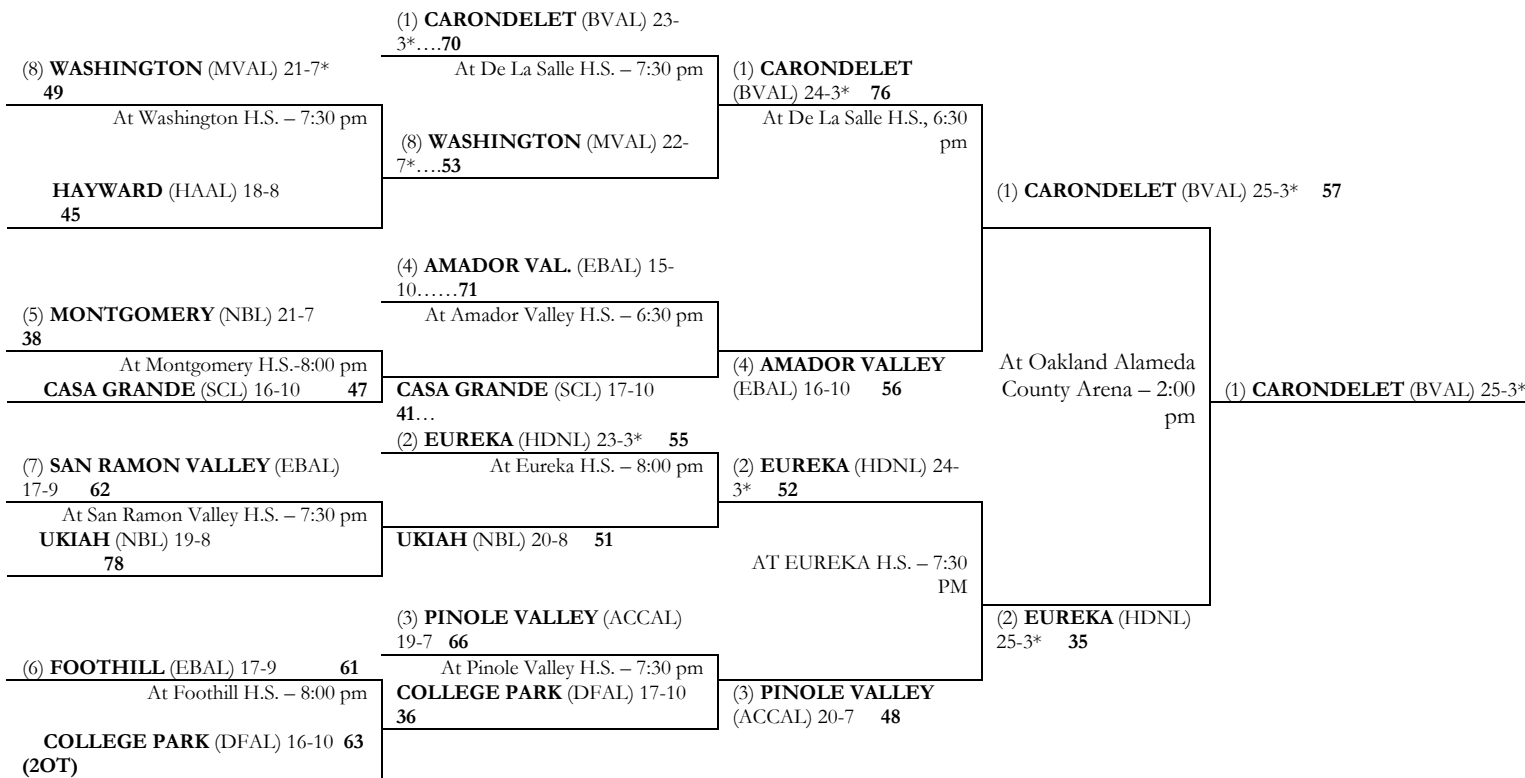 (1) CARONDELET (BVAL) 23-
3*….70
At De La Salle H.S. – 7:30 pm
(8) WASHINGTON (MVAL) 21-7*
49
At Washington H.S. – 7:30 pm
(8) WASHINGTON (MVAL) 22-
7*….53
HAYWARD (HAAL) 18-8
45
(1) CARONDELET
(BVAL) 24-3* 76
At De La Salle H.S., 6:30
pm
(1) CARONDELET (BVAL) 25-3* 57
(4) AMADOR VAL. (EBAL) 15-
10……71
At Amador Valley H.S. – 6:30 pm
(5) MONTGOMERY (NBL) 21-7
38
At Montgomery H.S.-8:00 pm
CASA GRANDE (SCL) 16-10 47
CASA GRANDE (SCL) 17-10
41…
(4) AMADOR VALLEY
(EBAL) 16-10 56
At Oakland Alameda
County Arena – 2:00
pm
(1) CARONDELET (BVAL) 25-3*
(2) EUREKA (HDNL) 23-3* 55
At Eureka H.S. – 8:00 pm
(7) SAN RAMON VALLEY (EBAL)
17-9 62
At San Ramon Valley H.S. – 7:30 pm
UKIAH (NBL) 19-8
78
UKIAH (NBL) 20-8 51
(2) EUREKA (HDNL) 24-
3* 52
AT EUREKA H.S. – 7:30
PM
(2) EUREKA (HDNL)
25-3* 35
(3) PINOLE VALLEY (ACCAL)
19-7 66
At Pinole Valley H.S. – 7:30 pm
(6) FOOTHILL (EBAL) 17-9 61
At Foothill H.S. – 8:00 pm
COLLEGE PARK (DFAL) 17-10
36
(3) PINOLE VALLEY
(ACCAL) 20-7 48
COLLEGE PARK (DFAL) 16-10 63
(2OT)